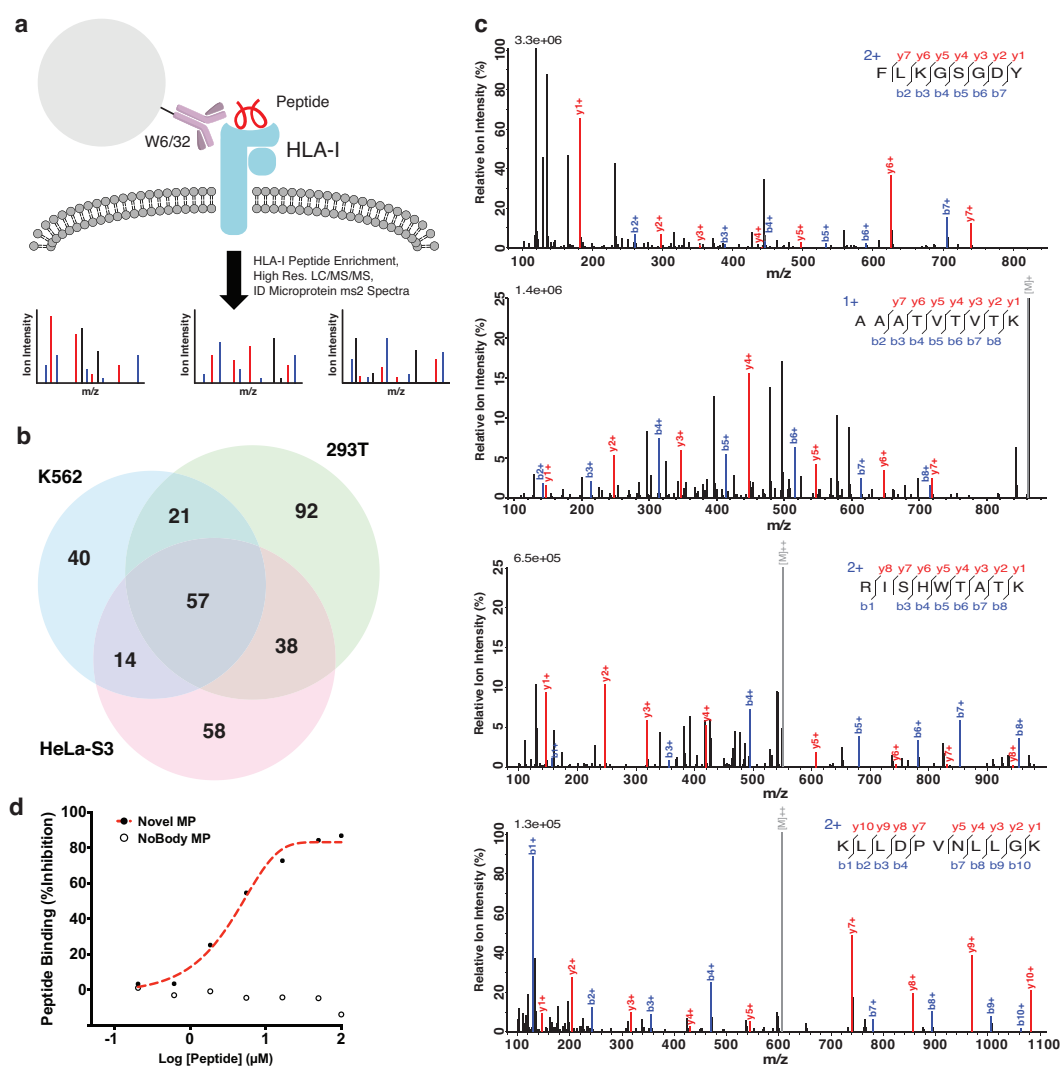 a
Peptide
W6/32
HLA-I
HLA-I Peptide Enrichment,
High Res. LC/MS/MS,
ID Microprotein ms2 Spectra
Ion Intensity
m/z
Ion Intensity
m/z
Ion Intensity
m/z
b
K562
293T
21
92
40
57
14
38
58
HeLa-S3
c
3.3e+06
Relative Ion Intensity (%)
100
80
60
40
20
0
y1+
b2+
y2+
y3+
b3+
y4+
b4+
y5+
b5+
b6+
y6+
b7+
y7+
2+
y7 y6 y5 y4 y3 y2 y1
F L K G S G D Y
b2 b3 b4 b5 b6 b7
100 200 300 400 500 600 700 800
m/z
1.4e+06
Relative Ion Intensity (%)
25
20
15
10
5
0
b2+
y1+
b3+
y2+
b4+
y3+
b5+
y4+
b6+
y5+
b7+
y6+
b8+
y7+
[M]+
1+
y7 y6 y5 y4 y3 y2 y1
A A A T V T V T K
b2 b3 b4 b5 b6 b7 b8
100 200 300 400 500 600 700 800
m/z
6.5e+05
Relative Ion Intensity (%)
25
20
15
10
5
0
y1+
b1+
y2+
y3+
b3+
y4+
b4+
[M]++
y5+
b5+
y6+
b6+
y7+
b7+
y8+
b8+
2+
y8 y7 y6 y5 y4 y3 y2 y1
R I S H W T A T K
b1 b3 b4 b5 b6 b7 b8
100 200 300 400 500 600 700 800 900
m/z
1.3e+05
Relative Ion Intensity (%)
100
80
60
40
20
0
b1+
y1+
y2+
b2+
y3+
b3+
y4+
b4+
y5+
[M]++
y7+
b7+
y8+
b8+
y9+
b9+
b10+
y10+
2+
y10 y9 y8 y7 y5 y4 y3 y2 y1
K L L D P V N L L G K
b1 b2 b3 b4 b7 b8 b9 b10
100 200 300 400 500 600 700 800 900 1000 1100
m/z
d
Novel MP
NoBody MP
Peptide Binding (%Inhibition)
100
80
60
40
20
0
-1 0 1 2
Log [Peptide] (µM)